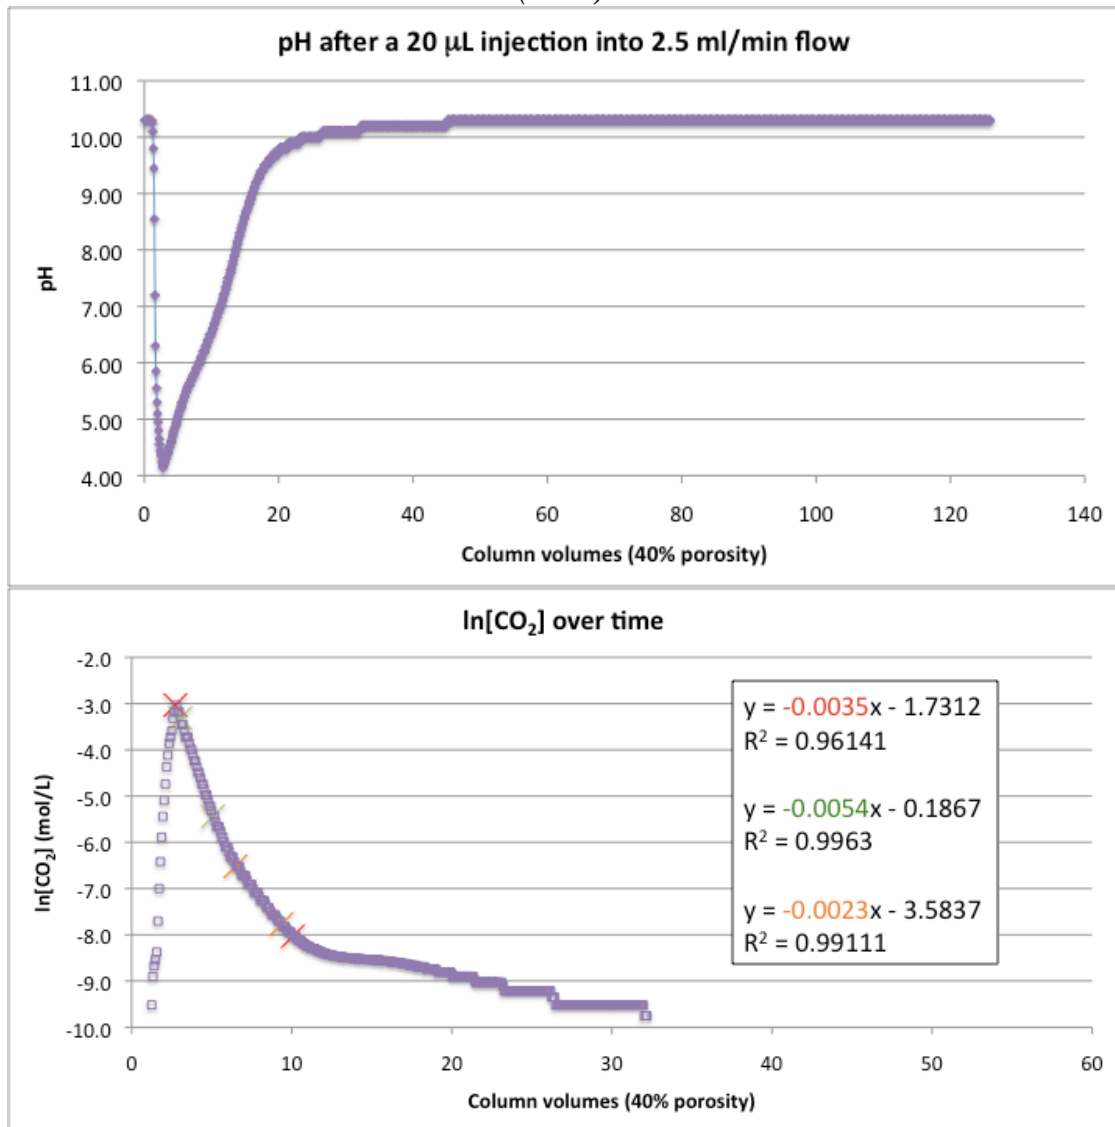 pH after a 20 μL injection into 2.5 ml/min flow
11.00
10.00
9.00
8.00
7.00
6.00
5.00
4.00
pH
0 20 40 60 80 100 120 140
Column volumes (40% porosity)
ln[CO₂] over time
-2.0
-3.0
-4.0
-5.0
-6.0
-7.0
-8.0
-9.0
-10.0
ln[CO₂] (mol/L)
y = -0.0035x - 1.7312
R² = 0.96141
y = -0.0054x - 0.1867
R² = 0.9963
y = -0.0023x - 3.5837
R² = 0.99111
0 10 20 30 40 50 60
Column volumes (40% porosity)